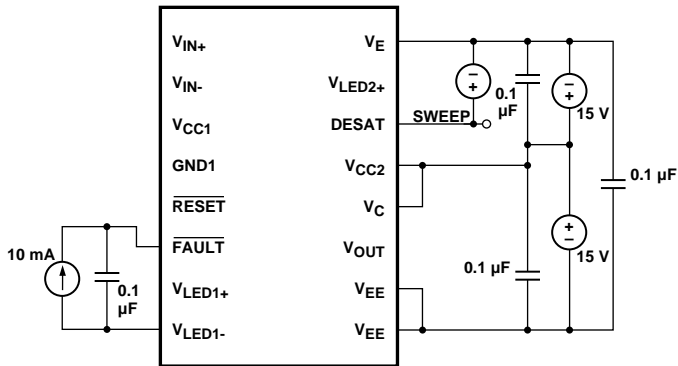 V_IN+
V_IN-
V_CC1
GND1
RESET
FAULT
V_LED1+
V_LED1-
V_E
V_LED2+
DESAT
V_CC2
V_C
V_OUT
V_EE
V_EE
10 mA
0.1
µF
SWEEP
0.1
µF
15 V
0.1 µF
0.1 µF
15 V